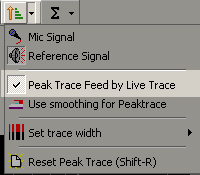 Σ
Mic Signal
Reference Signal
Peak Trace Feed by Live Trace
Use smoothing for Peaktrace
Set trace width
Reset Peak Trace (Shift-R)